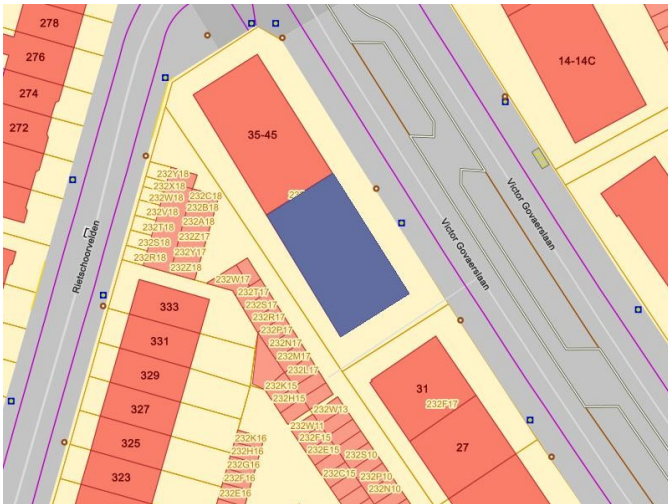 278
276
274
272
14-14C
35-45
232Y18
232X18
232W18
232V18
232T18
232S18
232R18
232C18
232B18
232A18
232Z17
232Y17
232Z18
Rietschoorvelden
Victor Govaerslaan
Victor Govaerslaan
333
331
329
327
325
323
232W17
232T17
232S17
232R17
232P17
232N17
232M17
232L17
232K15
232H15
232W13
232W11
232F15
232E15
232S10
232C15
232P10
232N10
232K16
232H16
232G16
232F16
232E16
31
232F17
27